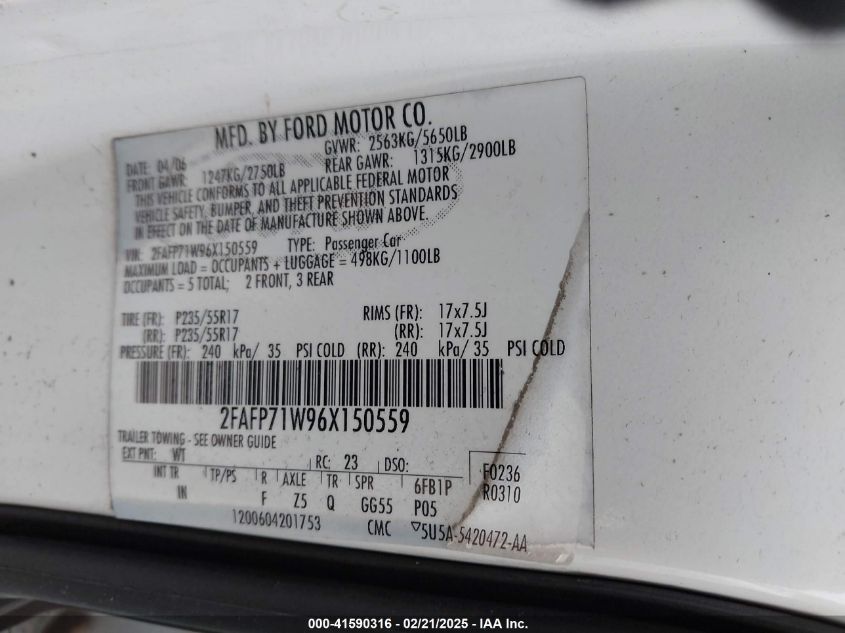 MFD. BY FORD MOTOR CO.
DATE: 04/06 GVWR: 2563KG/5650LB
FRONT GAWR: 1247KG/2750LB REAR GAWR: 1315KG/2900LB
THIS VEHICLE CONFORMS TO ALL APPLICABLE FEDERAL MOTOR
VEHICLE SAFETY, BUMPER, AND THEFT PREVENTION STANDARDS
IN EFFECT ON THE DATE OF MANUFACTURE SHOWN ABOVE.
VIN: 2FAFP71W96X150559 TYPE: Passenger Car
MAXIMUM LOAD = OCCUPANTS + LUGGAGE = 498KG/1100LB
OCCUPANTS = 5 TOTAL; 2 FRONT, 3 REAR
TIRE (FR): P235/55R17 RIMS (FR): 17x7.5J
(RR): P235/55R17 (RR): 17x7.5J
PRESSURE (FR): 240 kPa/ 35 PSI COLD (RR): 240 kPa/ 35 PSI COLD
2FAFP71W96X150559
TRAILER TOWING - SEE OWNER GUIDE
EXT PNT: WT RC: 23 DSO: F0236
INT TR TP/PS R AXLE TR SPR 6FB1P R0310
IN F Z5 Q GG55 P05
1200604201753 CMC ▽5U5A-5420472-AA
000-41590316 - 02/21/2025 - IAA Inc.